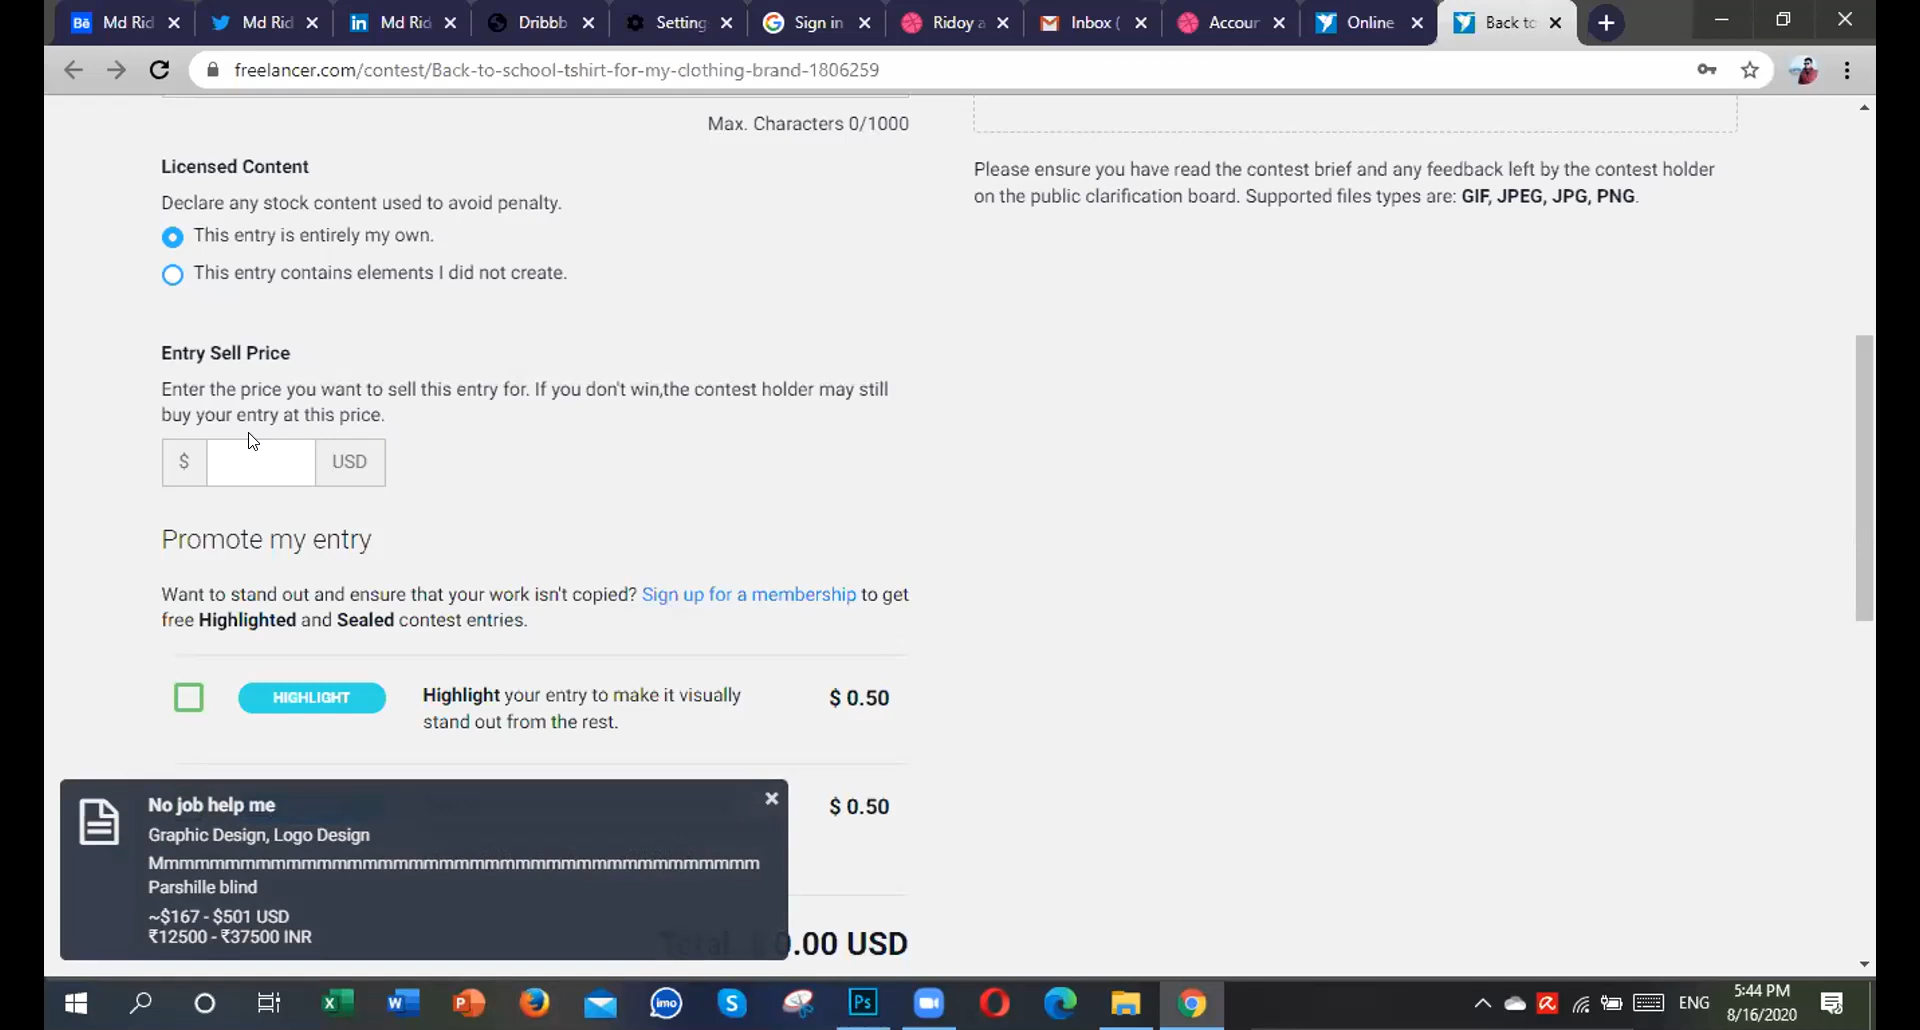 Md Rid
Md Rid
Md Rid
Dribbb
Setting
Sign in
Ridoy a
Inbox (
Accour
Online
Back to
freelancer.com/contest/Back-to-school-tshirt-for-my-clothing-brand-1806259
Max. Characters 0/1000
Licensed Content
Declare any stock content used to avoid penalty.
This entry is entirely my own.
This entry contains elements I did not create.
Please ensure you have read the contest brief and any feedback left by the contest holder
on the public clarification board. Supported files types are: GIF, JPEG, JPG, PNG.
Entry Sell Price
Enter the price you want to sell this entry for. If you don't win,the contest holder may still
buy your entry at this price.
$ USD
Promote my entry
Want to stand out and ensure that your work isn't copied? Sign up for a membership to get
free Highlighted and Sealed contest entries.
HIGHLIGHT
Highlight your entry to make it visually
stand out from the rest.
$ 0.50
$ 0.50
No job help me
Graphic Design, Logo Design
Mmmmmmmmmmmmmmmmmmmmmmmmmmmmmmmmmmmmmmmm
Parshille blind
~$167 - $501 USD
₹12500 - ₹37500 INR
Total $ 0.00 USD
ENG
5:44 PM
8/16/2020